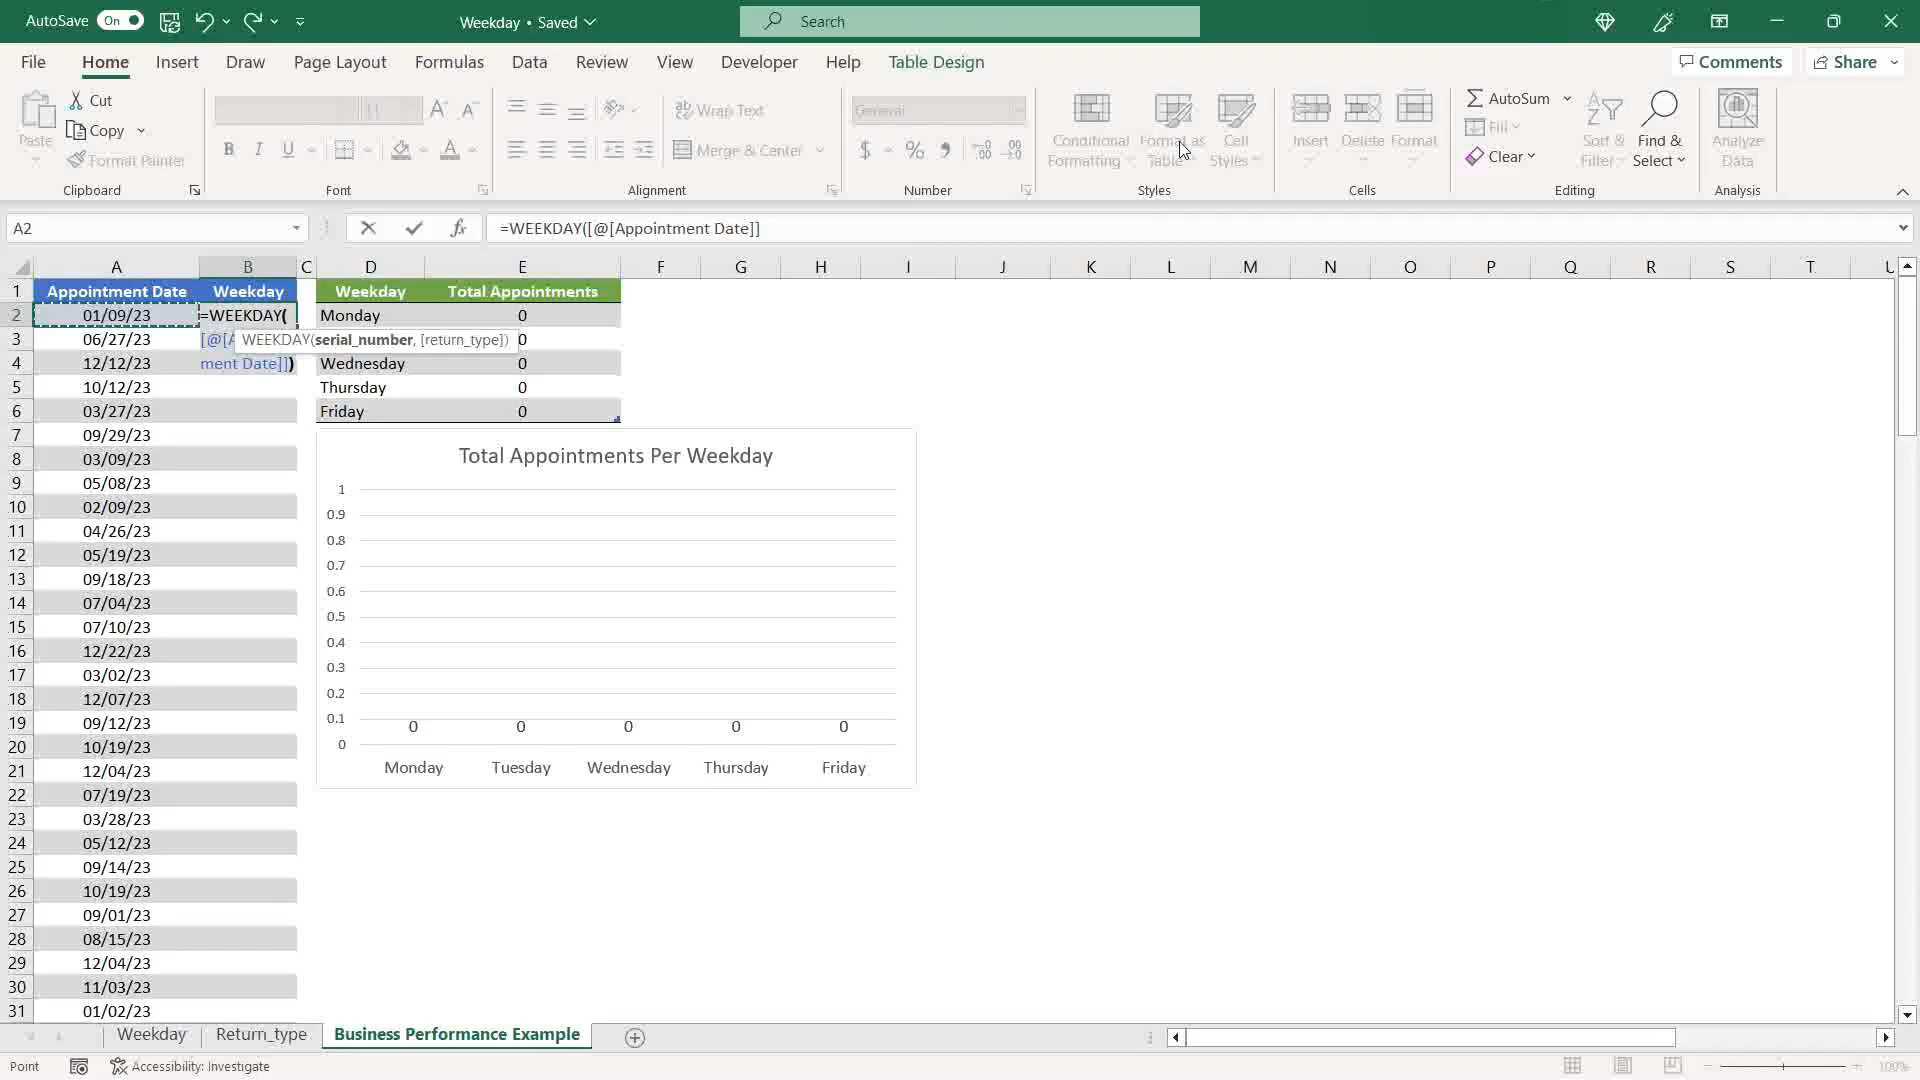 AutoSave On Weekday • Saved Search
File Home Insert Draw Page Layout Formulas Data Review View Developer Help Table Design Comments Share
Paste Cut Copy Format Painter
Clipboard
B I U
Font
Wrap Text
Merge & Center
Alignment
General
$ % 9
Number
Conditional Formatting Format as Table Cell Styles
Styles
Insert Delete Format
Cells
AutoSum Fill Clear Sort & Filter Find & Select
Editing
Analyze Data
Analysis
A2 fx =WEEKDAY([@[Appointment Date]]
A B C D E F G H I J K L M N O P Q R S T U
1 Appointment Date Weekday Weekday Total Appointments
2 01/09/23 =WEEKDAY( Monday 0
3 06/27/23 [@[A WEEKDAY(serial_number, [return_type]) 0
4 12/12/23 ment Date]]) Wednesday 0
5 10/12/23 Thursday 0
6 03/27/23 Friday 0
7 09/29/23
8 03/09/23
9 05/08/23
10 02/09/23
11 04/26/23
12 05/19/23
13 09/18/23
14 07/04/23
15 07/10/23
16 12/22/23
17 03/02/23
18 12/07/23
19 09/12/23
20 10/19/23
21 12/04/23
22 07/19/23
23 03/28/23
24 05/12/23
25 09/14/23
26 10/19/23
27 09/01/23
28 08/15/23
29 12/04/23
30 11/03/23
31 01/02/23
Total Appointments Per Weekday
1
0.9
0.8
0.7
0.6
0.5
0.4
0.3
0.2
0.1
0
0 0 0 0 0
Monday Tuesday Wednesday Thursday Friday
Weekday Return_type Business Performance Example
Point Accessibility: Investigate 100%